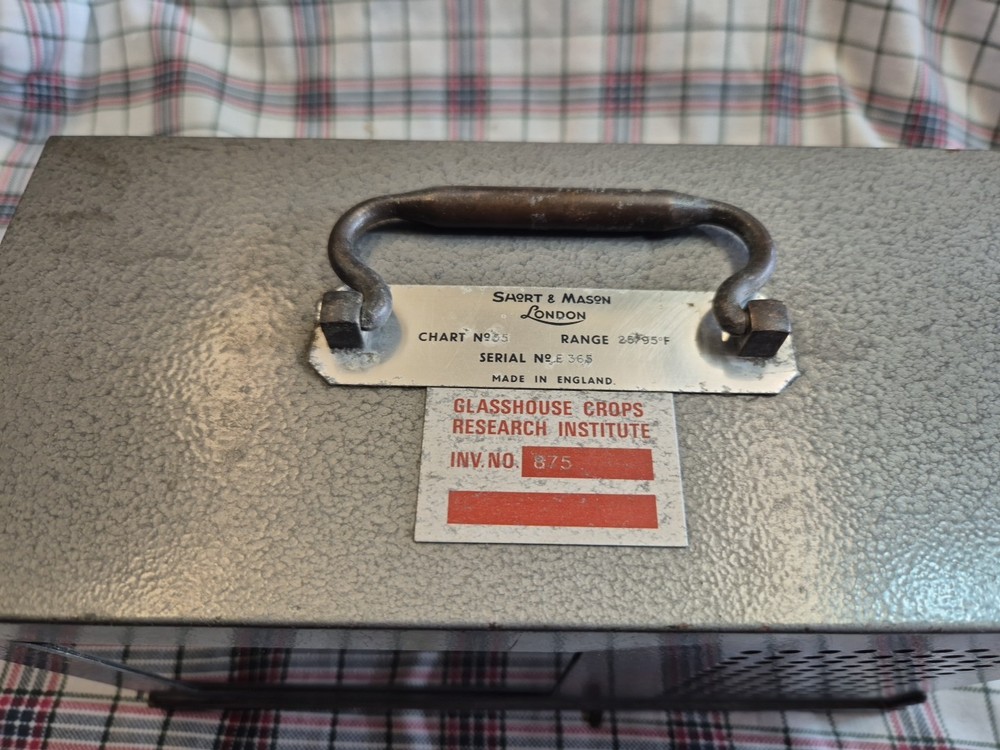 SHORT & MASON
LONDON
CHART Nº 35 RANGE 25/95°F
SERIAL Nº E 365
MADE IN ENGLAND.
GLASSHOUSE CROPS
RESEARCH INSTITUTE
INV. NO. 875